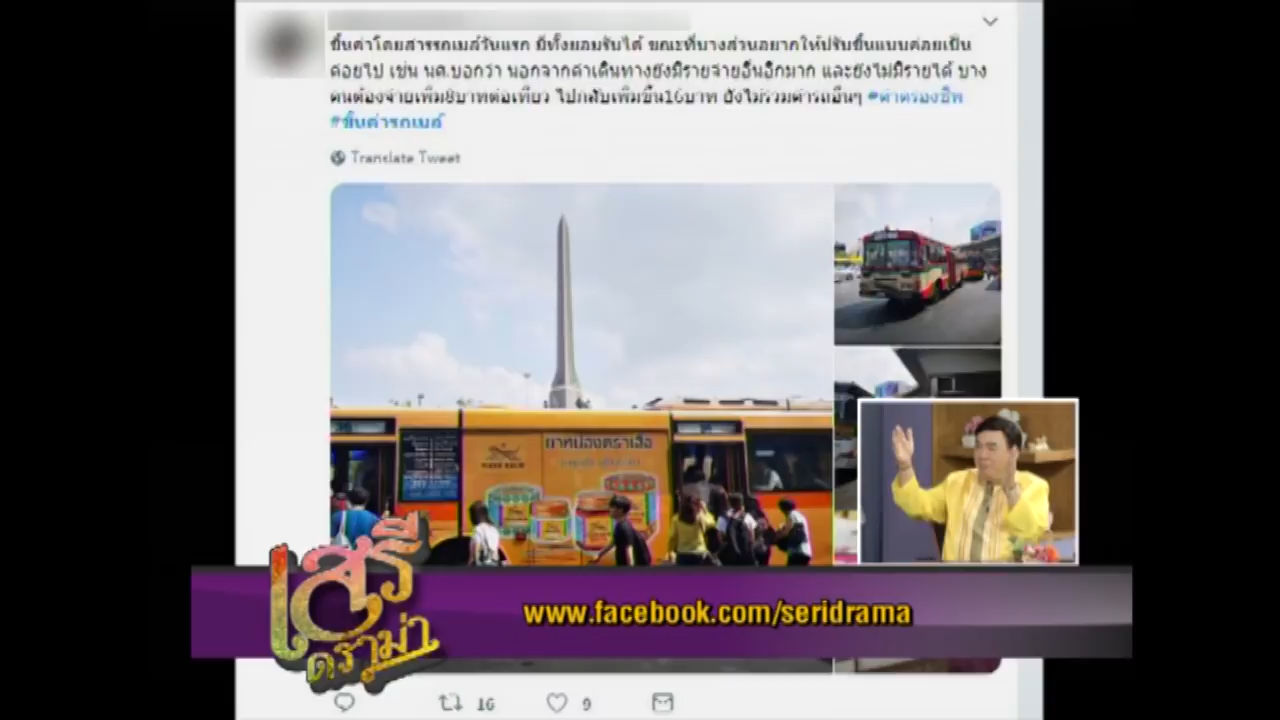 ขึ้นค่าโดยสารรถเมล์วันแรก มีทั้งยอมรับได้ ขณะที่บางส่วนอยากให้ปรับขึ้นแบบค่อยเป็น
ค่อยไป เช่น นศ.บอกว่า นอกจากค่าเดินทางยังมีรายจ่ายอื่นอีกมาก และยังไม่มีรายได้ บาง
คนต้องจ่ายเพิ่ม8บาทต่อเที่ยว ไปกลับเพิ่มขึ้น16บาท ยังไม่รวมค่ารถอื่นๆ #ค่าครองชีพ
#ขึ้นค่ารถเมล์
Translate Tweet
ยาหม่องตราเสือ
TIGER BALM
เสรี
ดราม่า
www.facebook.com/seridrama
16
9